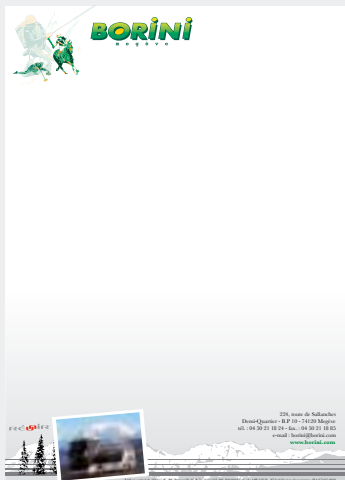 BORiNi
megève
228, route de Sallanches
Demi-Quartier - B.P 10 - 74120 Megève
tél. : 04 50 21 18 24 - fax. : 04 50 21 18 85
e-mail : borini@borini.com
www.borini.com